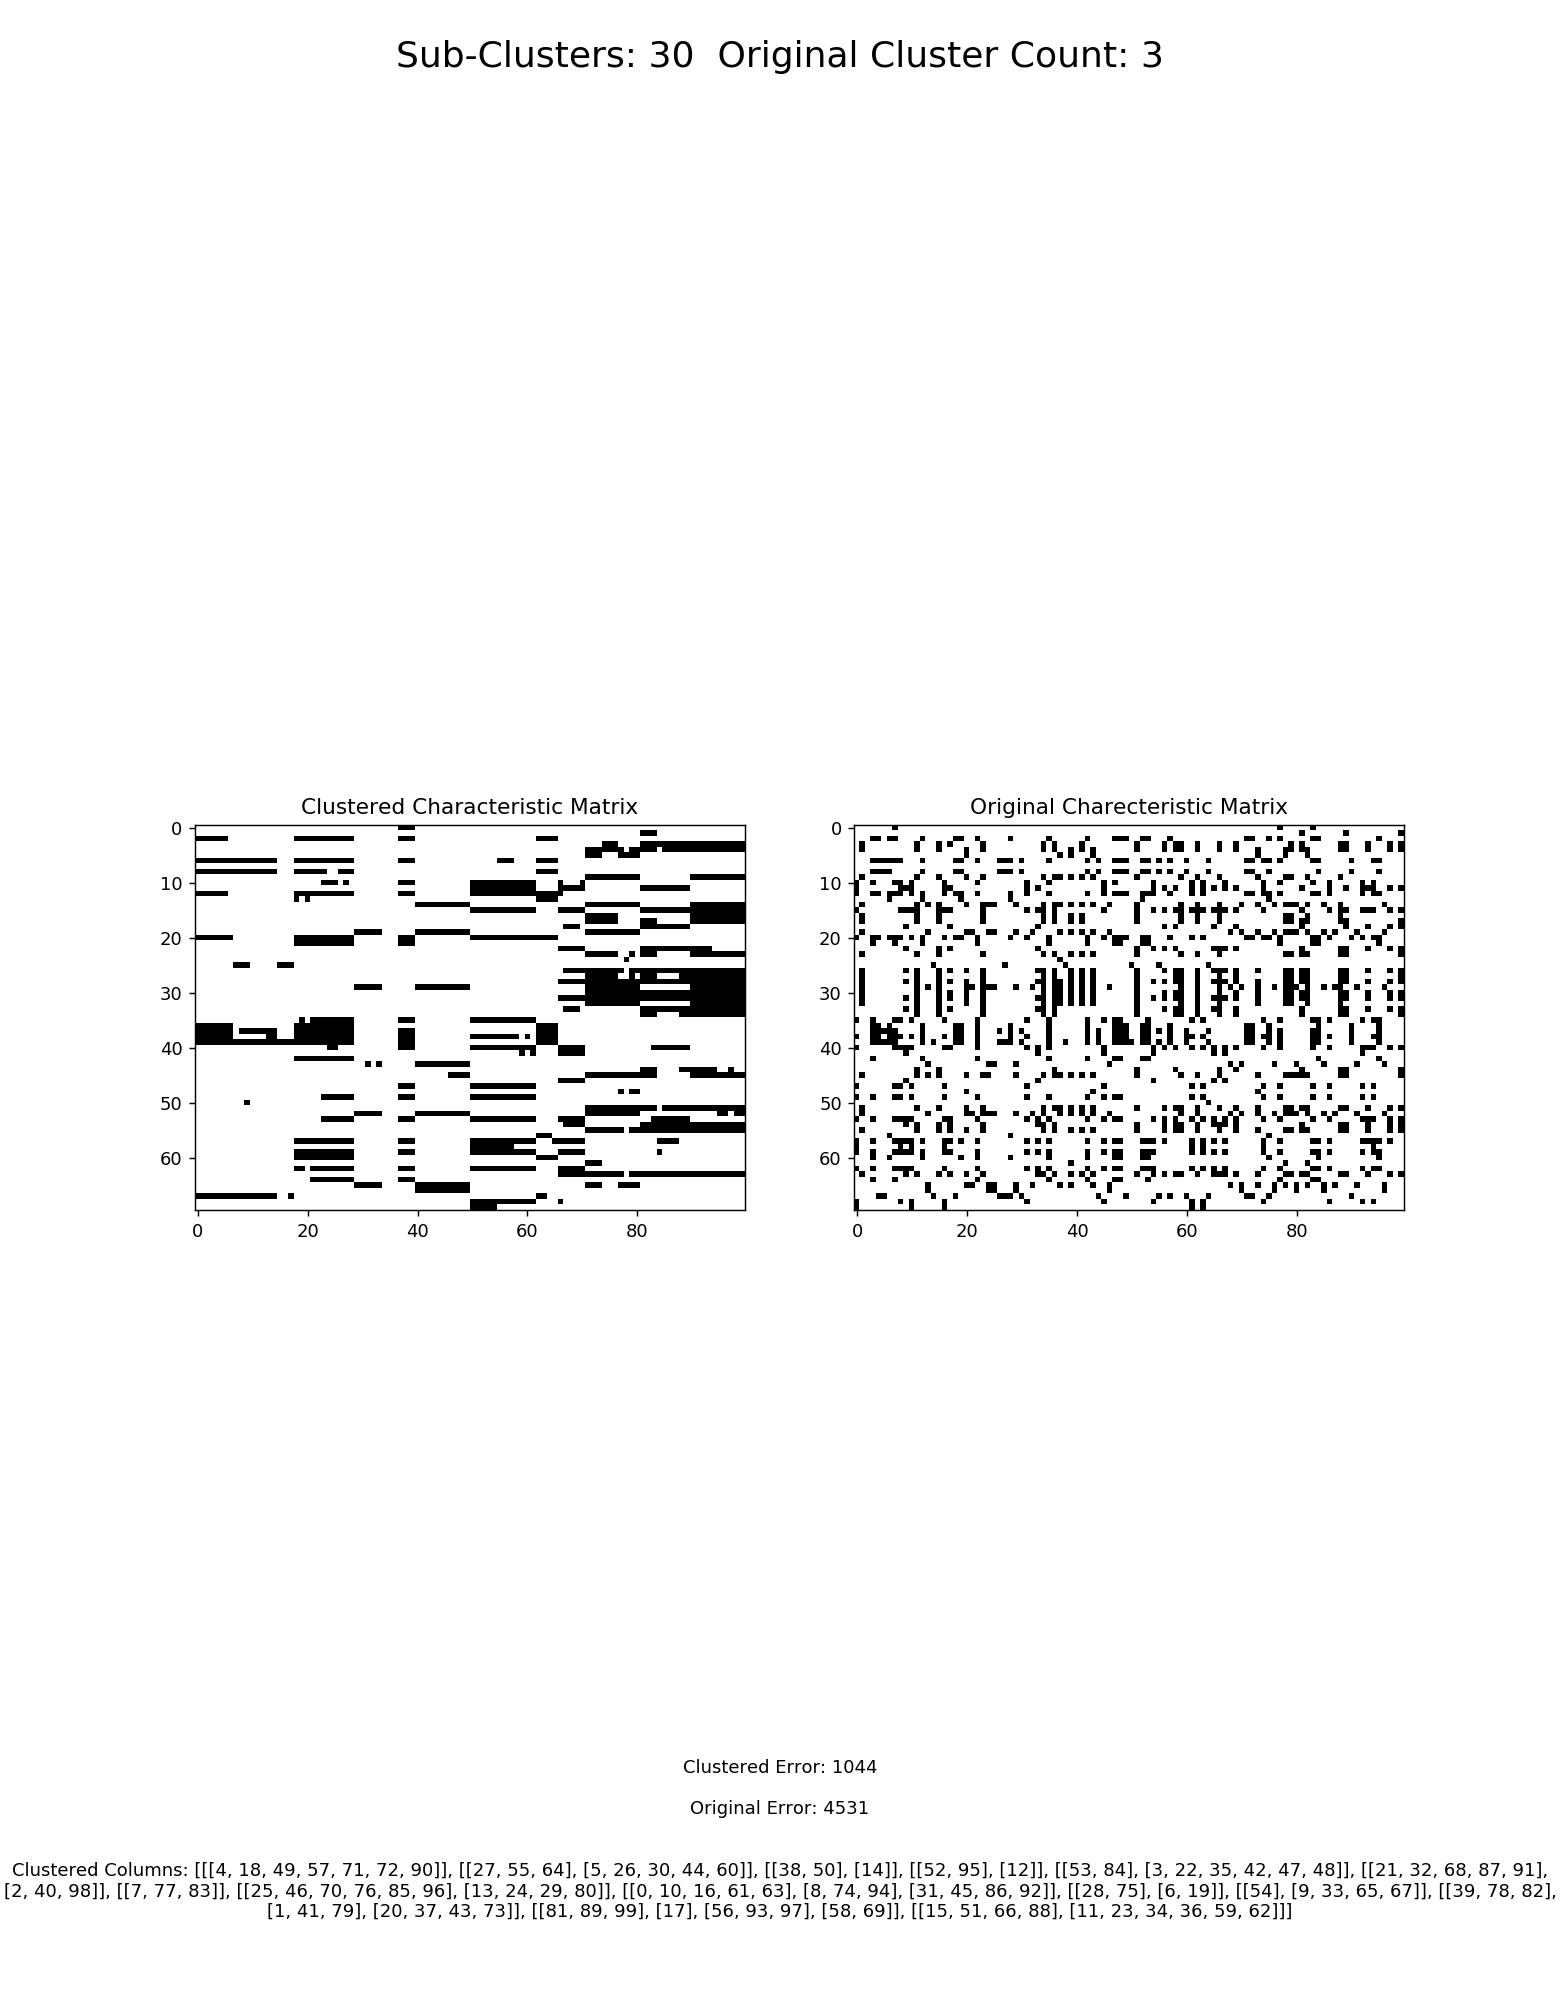 Sub-Clusters: 30  Original Cluster Count: 3
Clustered Characteristic Matrix
0
10
20
30
40
50
60
0 20 40 60 80
Original Charecteristic Matrix
0
10
20
30
40
50
60
0 20 40 60 80
Clustered Error: 1044
Original Error: 4531
Clustered Columns: [[[4, 18, 49, 57, 71, 72, 90]], [[27, 55, 64], [5, 26, 30, 44, 60]], [[38, 50], [14]], [[52, 95], [12]], [[53, 84], [3, 22, 35, 42, 47, 48]], [[21, 32, 68, 87, 91],
[2, 40, 98]], [[7, 77, 83]], [[25, 46, 70, 76, 85, 96], [13, 24, 29, 80]], [[0, 10, 16, 61, 63], [8, 74, 94], [31, 45, 86, 92]], [[28, 75], [6, 19]], [[54], [9, 33, 65, 67]], [[39, 78, 82],
[1, 41, 79], [20, 37, 43, 73]], [[81, 89, 99], [17], [56, 93, 97], [58, 69]], [[15, 51, 66, 88], [11, 23, 34, 36, 59, 62]]]